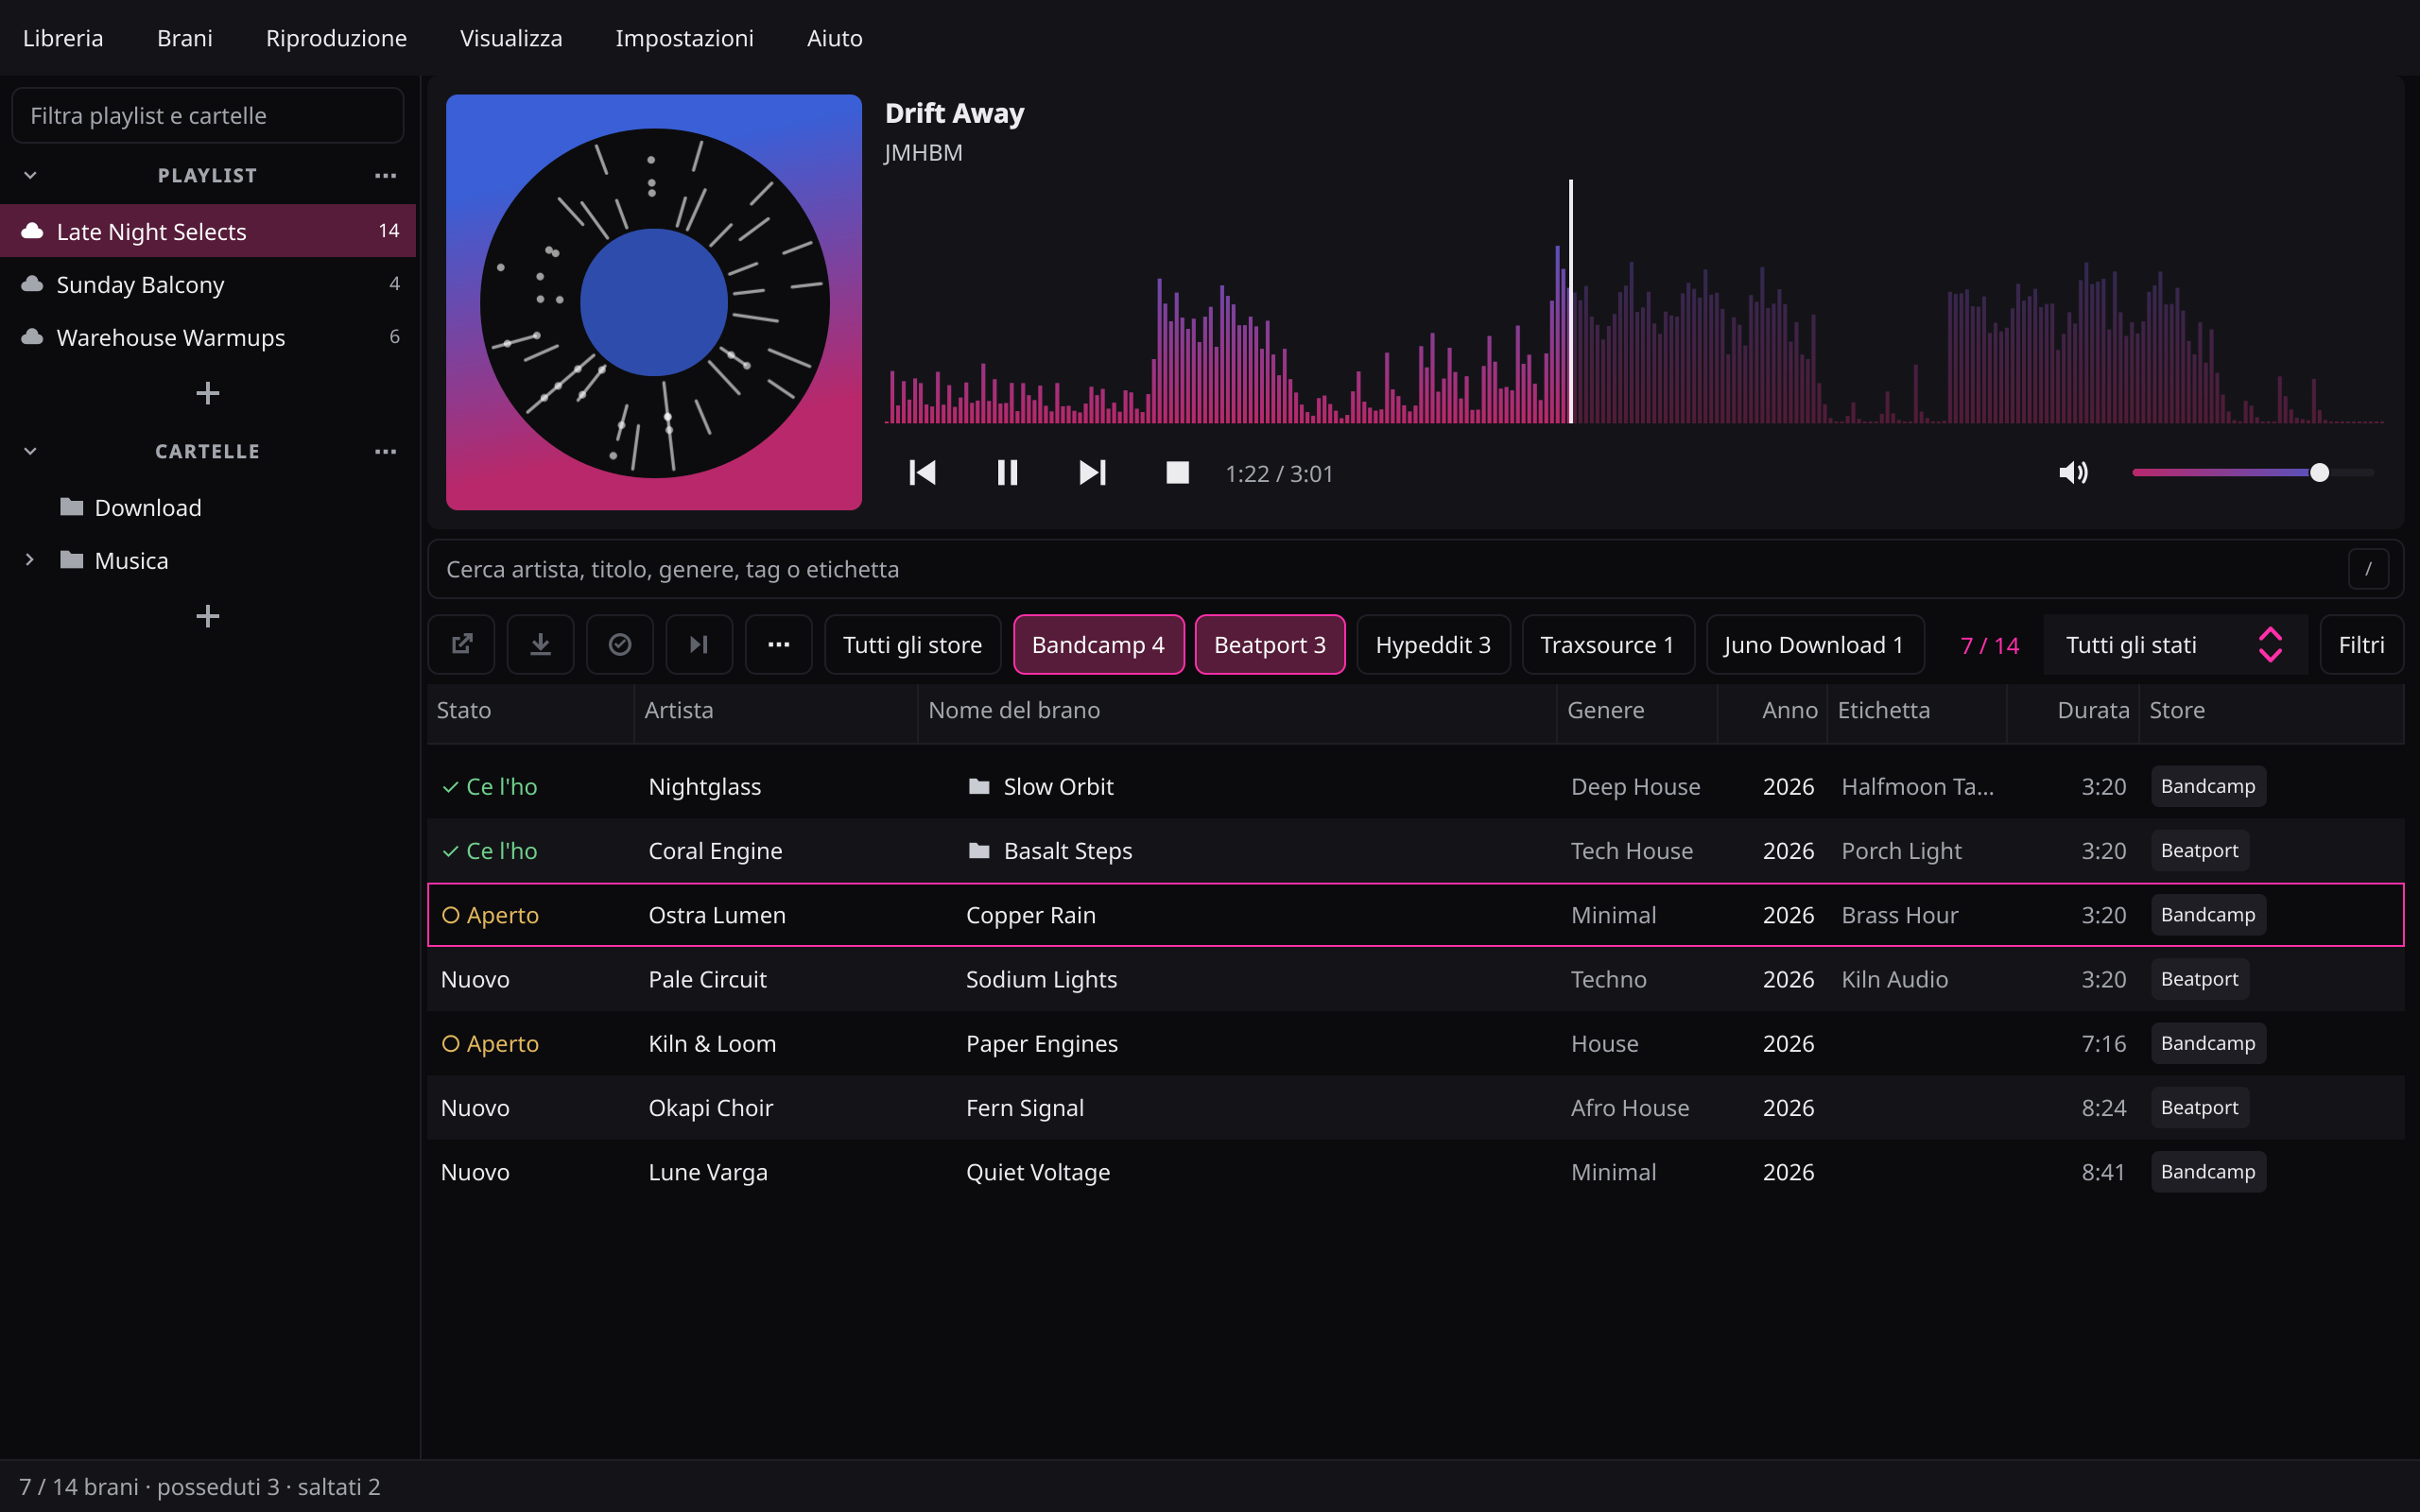 Libreria Brani Riproduzione Visualizza Impostazioni Aiuto
Filtra playlist e cartelle
PLAYLIST
Late Night Selects 14
Sunday Balcony 4
Warehouse Warmups 6
CARTELLE
Download
Musica
Drift Away
JMHBM
1:22 / 3:01
Cerca artista, titolo, genere, tag o etichetta /
Tutti gli store Bandcamp 4 Beatport 3 Hypeddit 3 Traxsource 1 Juno Download 1 7 / 14 Tutti gli stati Filtri
Stato Artista Nome del brano Genere Anno Etichetta Durata Store
Ce l'ho Nightglass Slow Orbit Deep House 2026 Halfmoon Ta... 3:20 Bandcamp
Ce l'ho Coral Engine Basalt Steps Tech House 2026 Porch Light 3:20 Beatport
Aperto Ostra Lumen Copper Rain Minimal 2026 Brass Hour 3:20 Bandcamp
Nuovo Pale Circuit Sodium Lights Techno 2026 Kiln Audio 3:20 Beatport
Aperto Kiln & Loom Paper Engines House 2026 7:16 Bandcamp
Nuovo Okapi Choir Fern Signal Afro House 2026 8:24 Beatport
Nuovo Lune Varga Quiet Voltage Minimal 2026 8:41 Bandcamp
7 / 14 brani · posseduti 3 · saltati 2